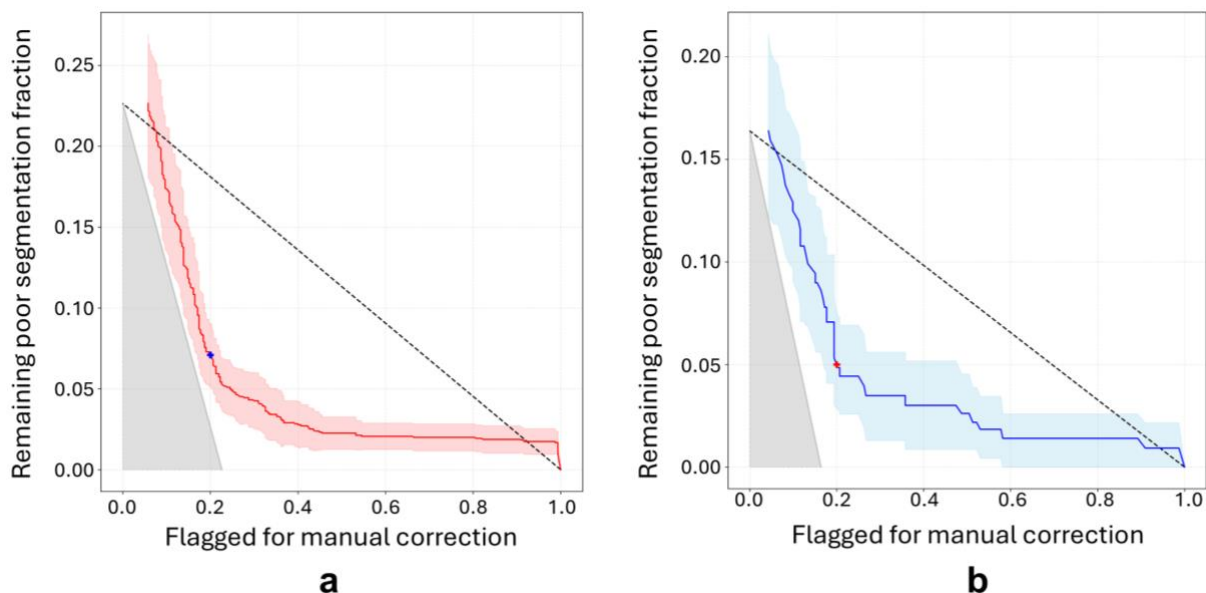 Remaining poor segmentation fraction
0.25
0.20
0.15
0.10
0.05
0.00
0.0 0.2 0.4 0.6 0.8 1.0
Flagged for manual correction
a
Remaining poor segmentation fraction
0.20
0.15
0.10
0.05
0.00
0.0 0.2 0.4 0.6 0.8 1.0
Flagged for manual correction
b